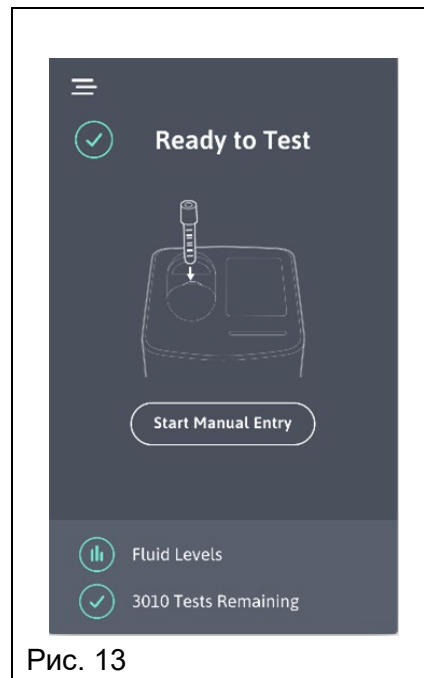 Ready to Test
Start Manual Entry
Fluid Levels
3010 Tests Remaining
Рис. 13